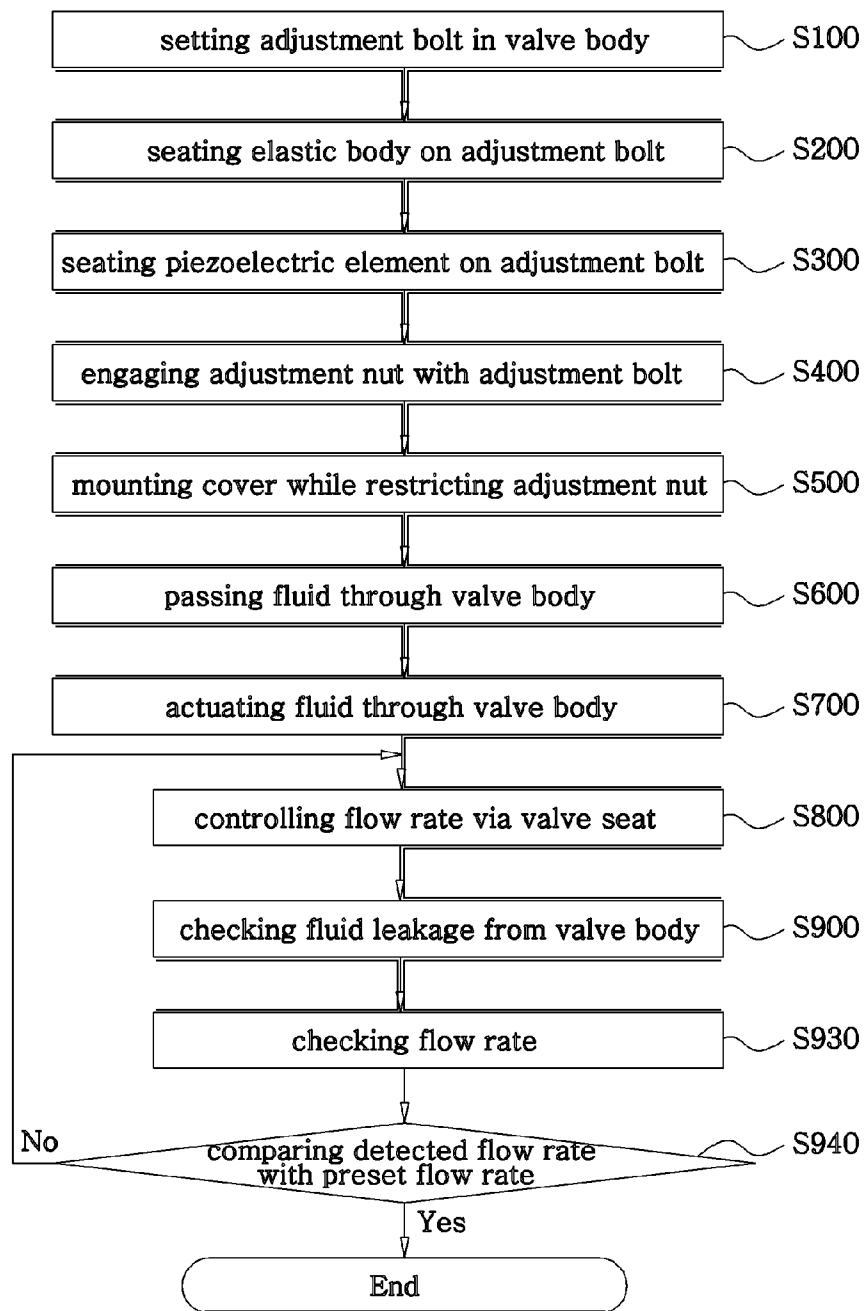 setting adjustment bolt in valve body S100
seating elastic body on adjustment bolt S200
seating piezoelectric element on adjustment bolt S300
engaging adjustment nut with adjustment bolt S400
mounting cover while restricting adjustment nut S500
passing fluid through valve body S600
actuating fluid through valve body S700
controlling flow rate via valve seat S800
checking fluid leakage from valve body S900
checking flow rate S930
No
comparing detected flow rate S940
with preset flow rate
Yes
End